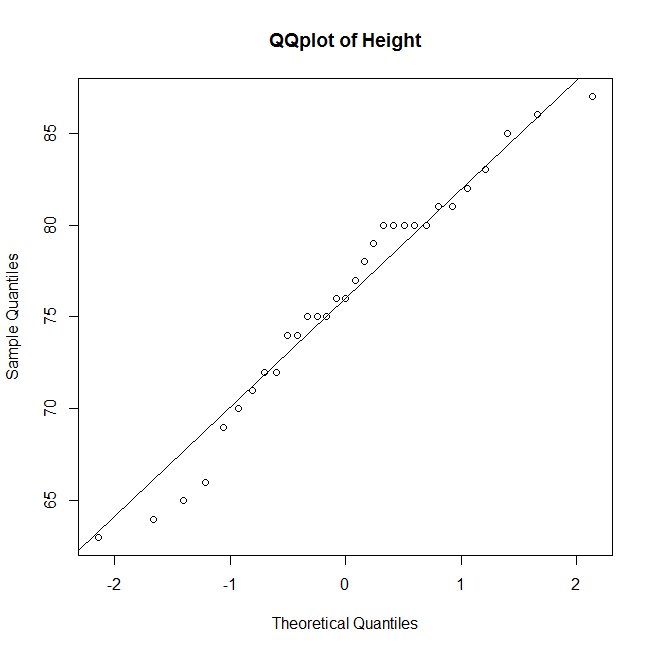 QQplot of Height
85
80
75
70
65
Sample Quantiles
-2 -1 0 1 2
Theoretical Quantiles